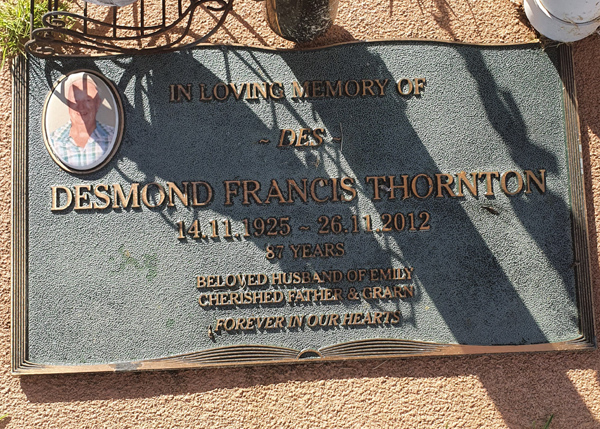 IN LOVING MEMORY OF
~ DES ~
DESMOND FRANCIS THORNTON
14.11.1925 ~ 26.11.2012
87 YEARS
BELOVED HUSBAND OF EMILY
CHERISHED FATHER & GRARN
FOREVER IN OUR HEARTS